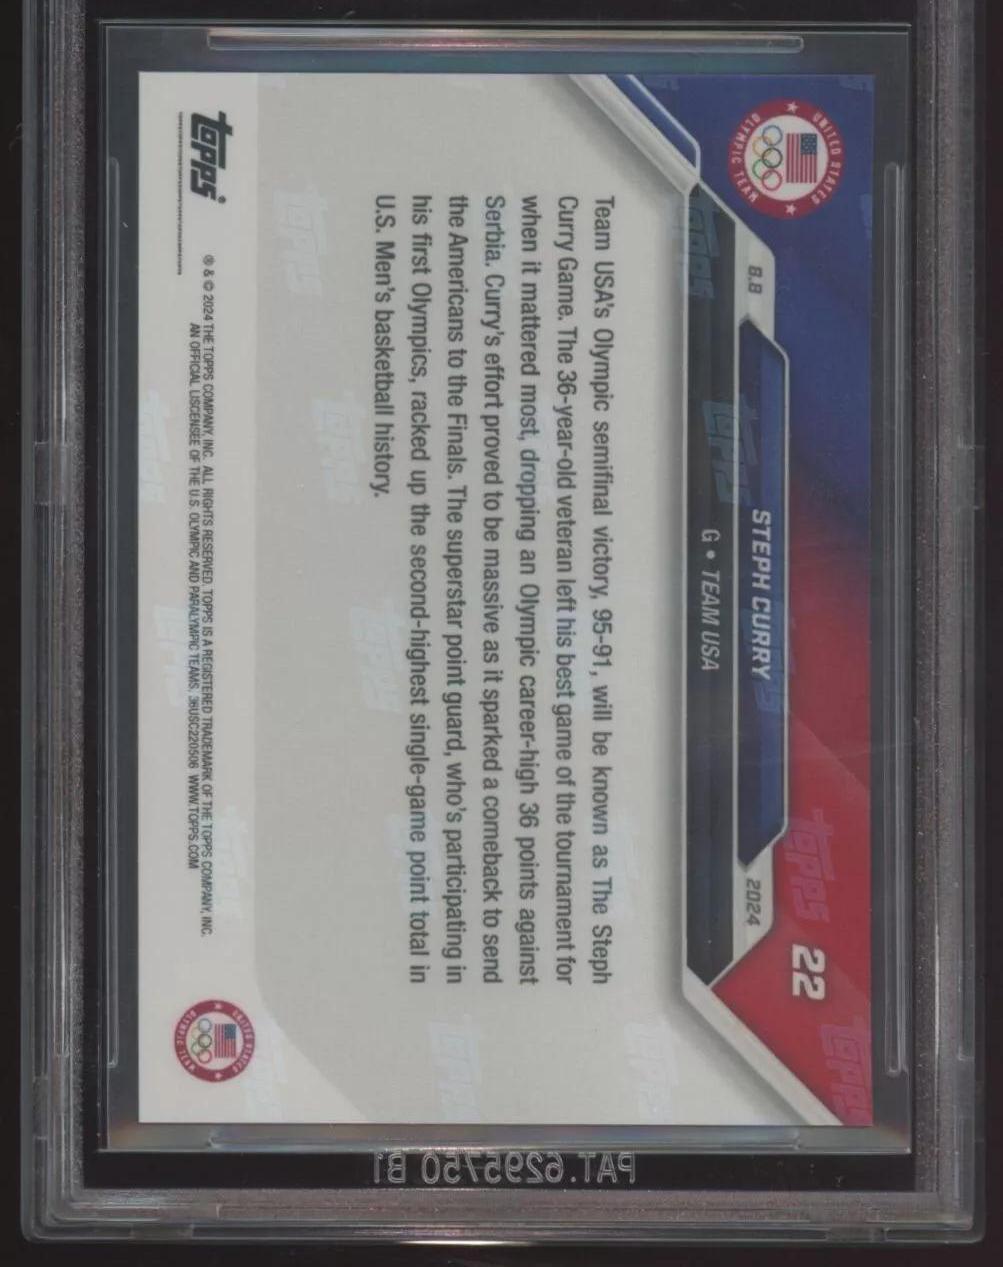 UNITED STATES
OLYMPIC TEAM
22
8.8
STEPH CURRY
2024
G • TEAM USA
Team USA's Olympic semifinal victory, 95-91, will be known as The Steph
Curry Game. The 36-year-old veteran left his best game of the tournament for
when it mattered most, dropping an Olympic career-high 36 points against
Serbia. Curry's effort proved to be massive as it sparked a comeback to send
the Americans to the Finals. The superstar point guard, who's participating in
his first Olympics, racked up the second-highest single-game point total in
U.S. Men's basketball history.
topps®
® & © 2024 THE TOPPS COMPANY, INC. ALL RIGHTS RESERVED. TOPPS IS A REGISTERED TRADEMARK OF THE TOPPS COMPANY, INC.
AN OFFICIAL LISCENSEE OF THE U.S. OLYMPIC AND PARALYMPIC TEAMS. 36USC220506 WWW.TOPPS.COM
UNITED STATES
OLYMPIC TEAM
PAT.6295750 B1